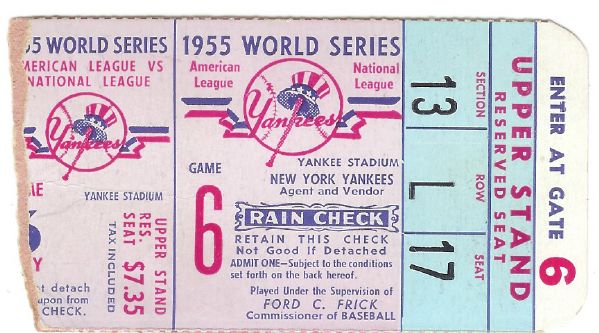 55 WORLD SERIES
MERICAN LEAGUE VS
NATIONAL LEAGUE
Yankees
YANKEE STADIUM
ME
6
Y
t detach
upon from
CHECK.
UPPER STAND
RES. SEAT $7.35
TAX INCLUDED
1955 WORLD SERIES
American League
National League
Yankees
YANKEE STADIUM
NEW YORK YANKEES
Agent and Vendor
GAME
6
RAIN CHECK
RETAIN THIS CHECK
Not Good If Detached
ADMIT ONE—Subject to the conditions
set forth on the back hereof.
Played Under the Supervision of
FORD C. FRICK
Commissioner of BASEBALL
13 SECTION
L ROW
17 SEAT
UPPER STAND
RESERVED SEAT
ENTER AT GATE 6